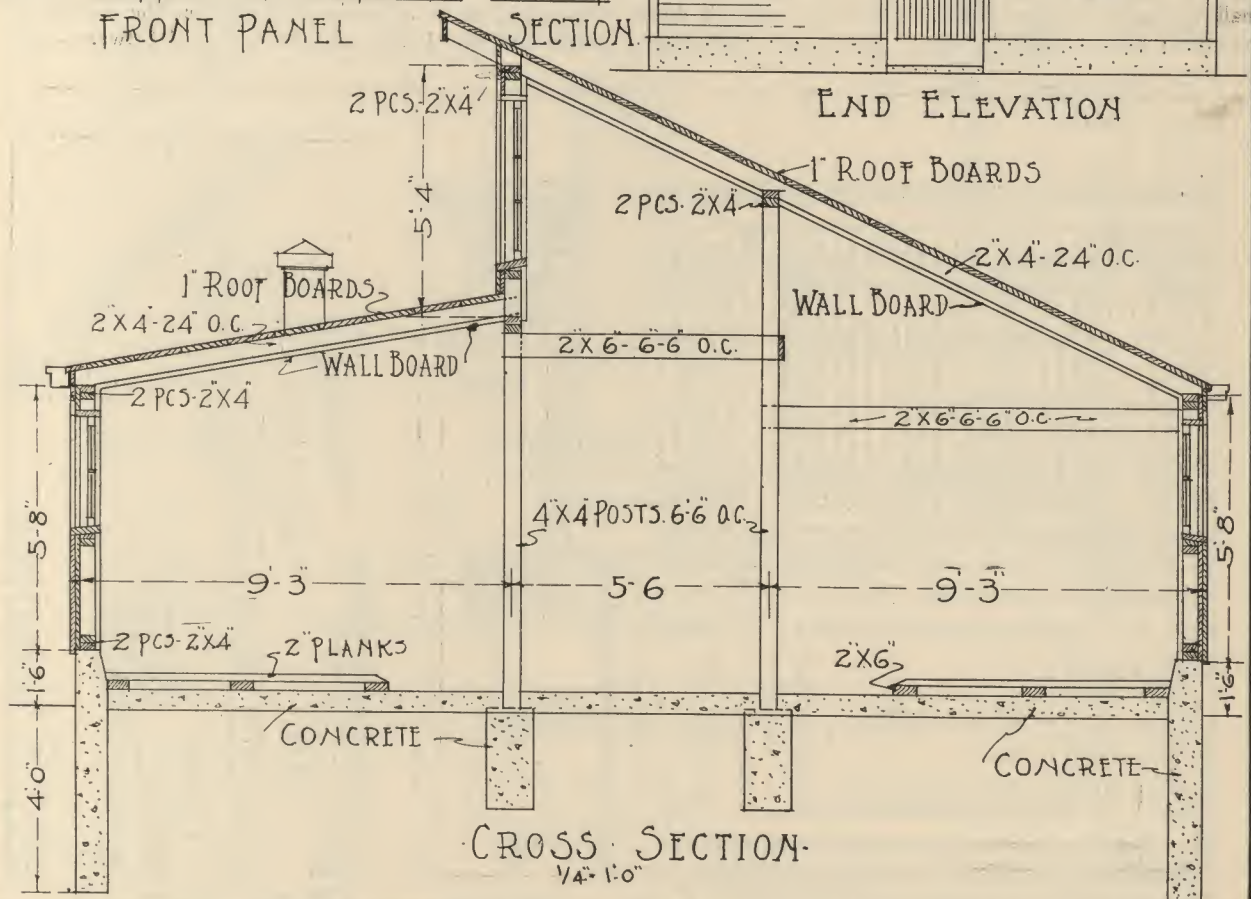 FRONT PANEL
SECTION.
END ELEVATION
2 PCS. 2"X4"
5'-4"
1" ROOF BOARDS
2 PCS. 2"X4"
2"X4"-24" O.C.
WALL BOARD
1" ROOF BOARDS
2"X4"-24" O.C.
WALL BOARD
2"X6"-6'-6" O.C.
2 PCS-2"X4"
2"X6"-6'-6" O.C.
5'-8"
4"X4" POSTS. 6'-6" O.C.
5'-8"
9'-3"
5'-6
9'-3"
2 PCS-2"X4"
2" PLANKS
2"X6"
1'-6"
1'-6"
CONCRETE
CONCRETE
4'-0"
·CROSS·SECTION·
1/4"-1'-0"